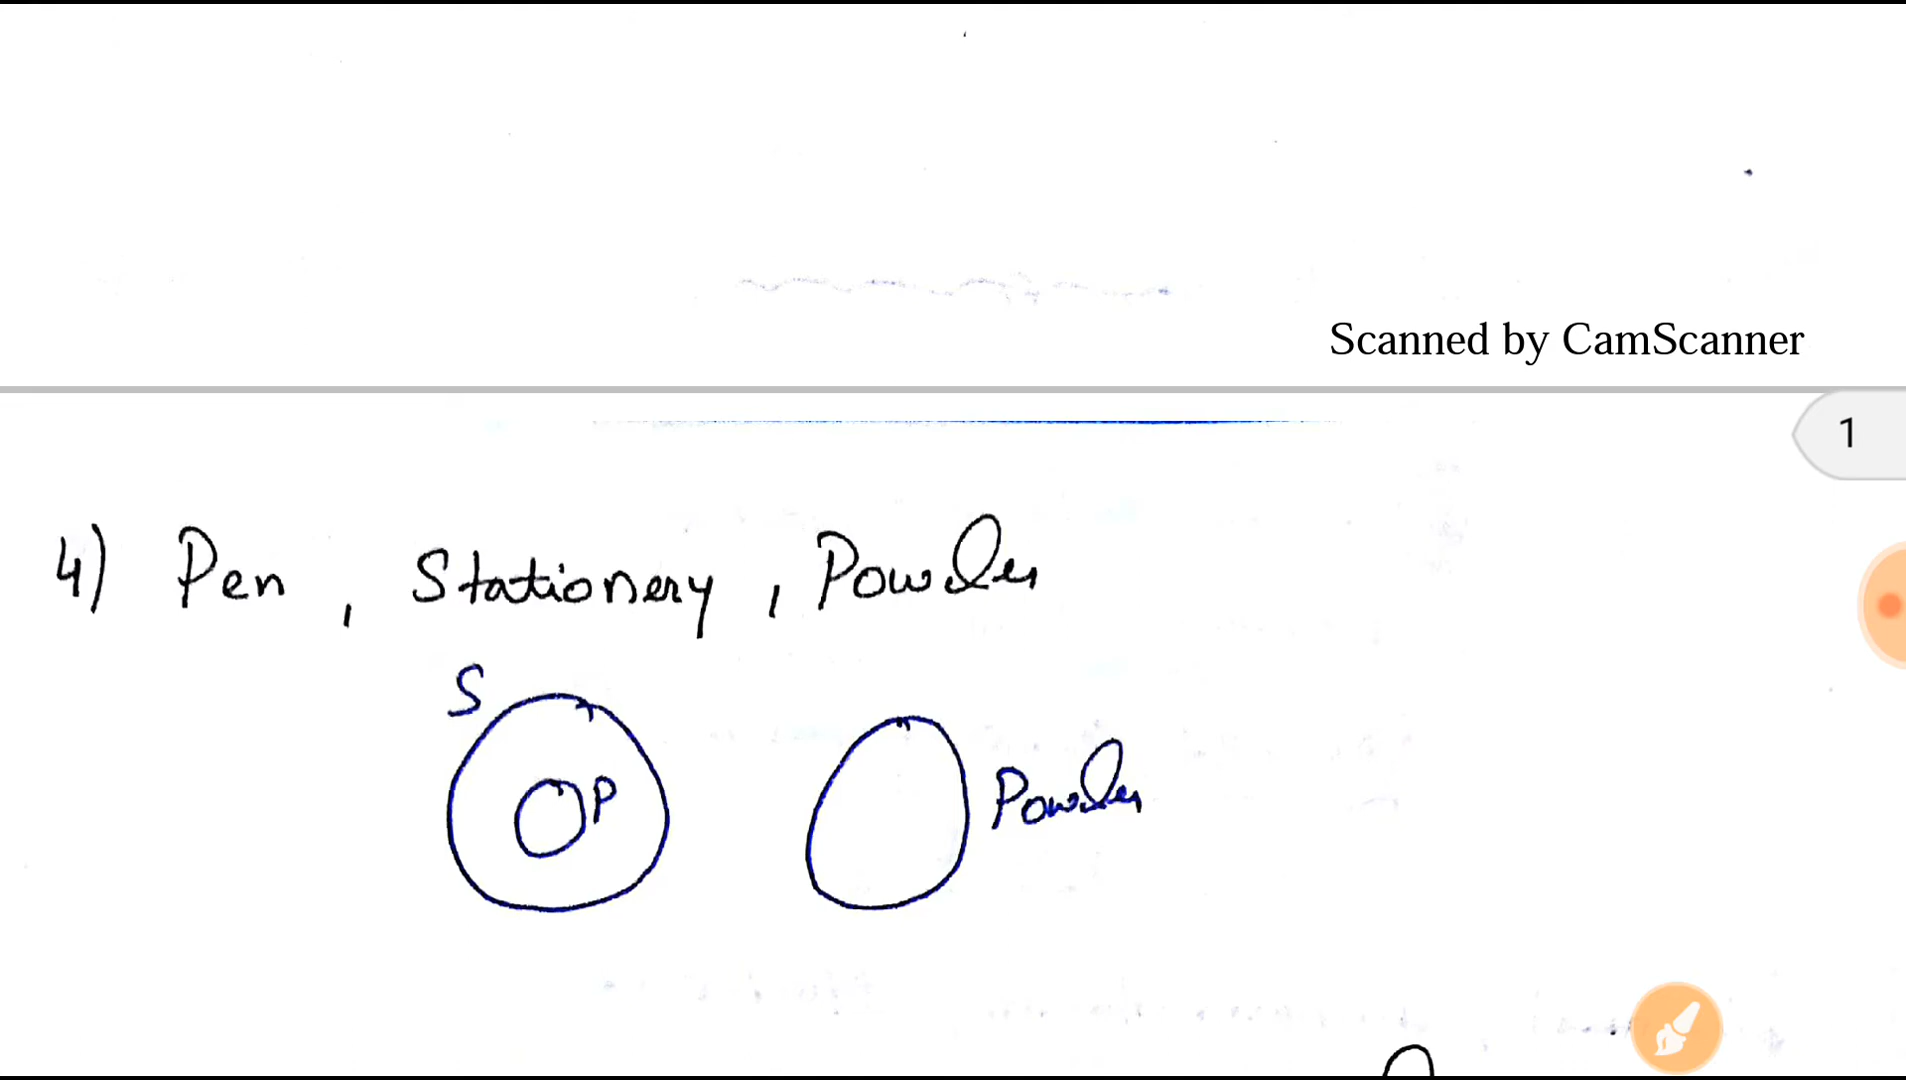 Scanned by CamScanner
1
4) Pen, Stationery, Powder
S
P
Powder